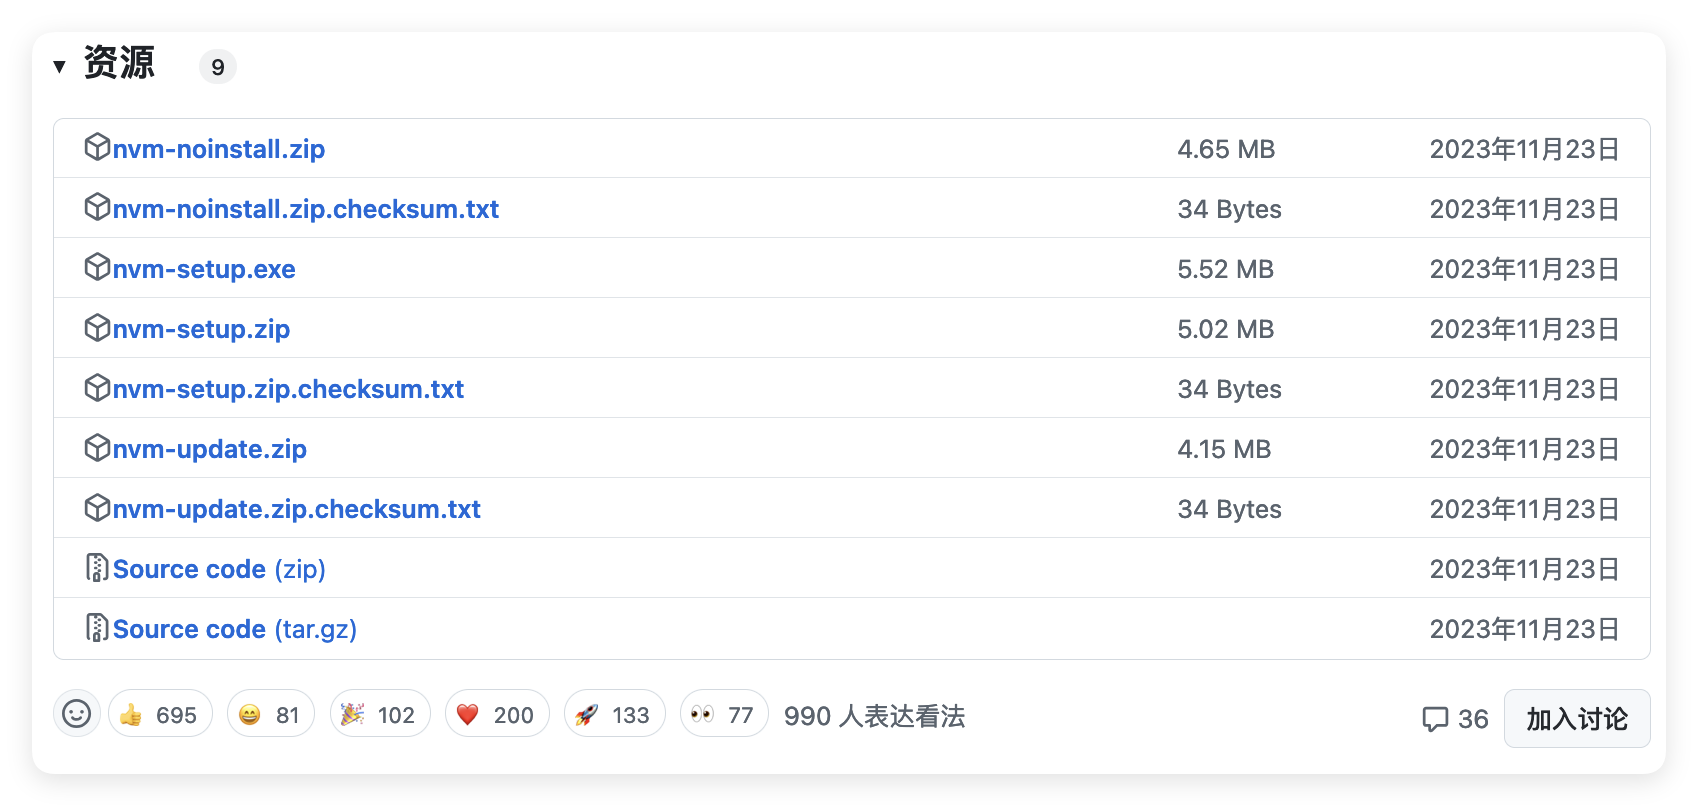 资源 9
nvm-noinstall.zip 4.65 MB 2023年11月23日
nvm-noinstall.zip.checksum.txt 34 Bytes 2023年11月23日
nvm-setup.exe 5.52 MB 2023年11月23日
nvm-setup.zip 5.02 MB 2023年11月23日
nvm-setup.zip.checksum.txt 34 Bytes 2023年11月23日
nvm-update.zip 4.15 MB 2023年11月23日
nvm-update.zip.checksum.txt 34 Bytes 2023年11月23日
Source code (zip) 2023年11月23日
Source code (tar.gz) 2023年11月23日
695 81 102 200 133 77 990 人表达看法 36 加入讨论